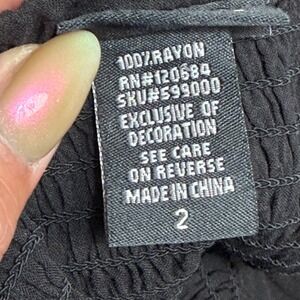 100% RAYON
RN#120684
SKU#599000
EXCLUSIVE OF
DECORATION
SEE CARE
ON REVERSE
MADE IN CHINA
2